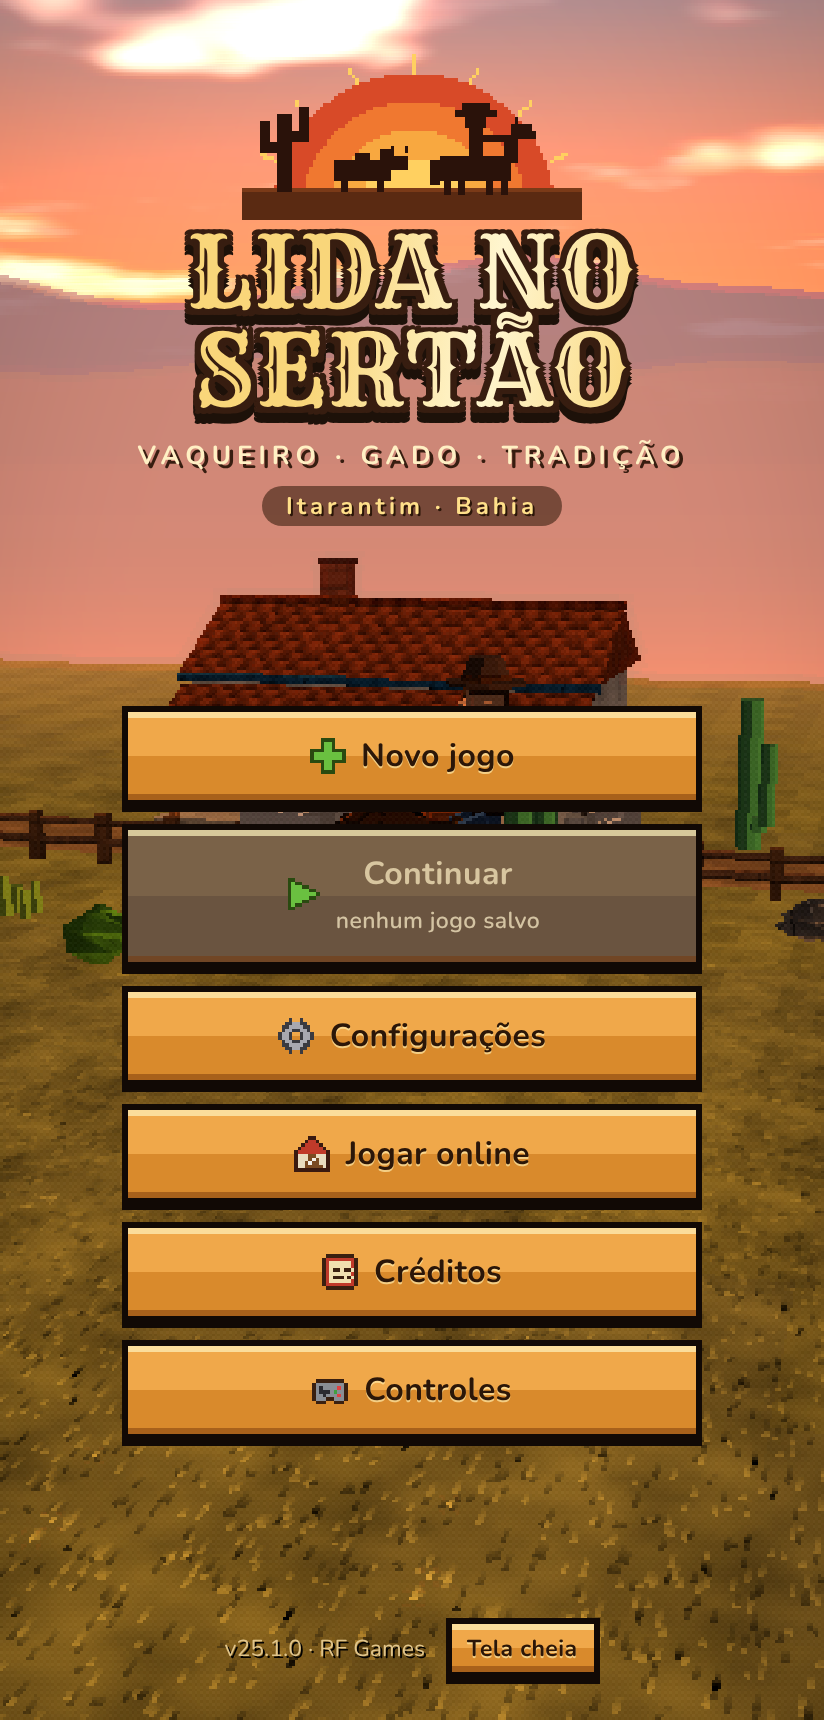 LIDA NO
SERTÃO
VAQUEIRO · GADO · TRADIÇÃO
Itarantim · Bahia
Novo jogo
Continuar
nenhum jogo salvo
Configurações
Jogar online
Créditos
Controles
v25.1.0 · RF Games
Tela cheia